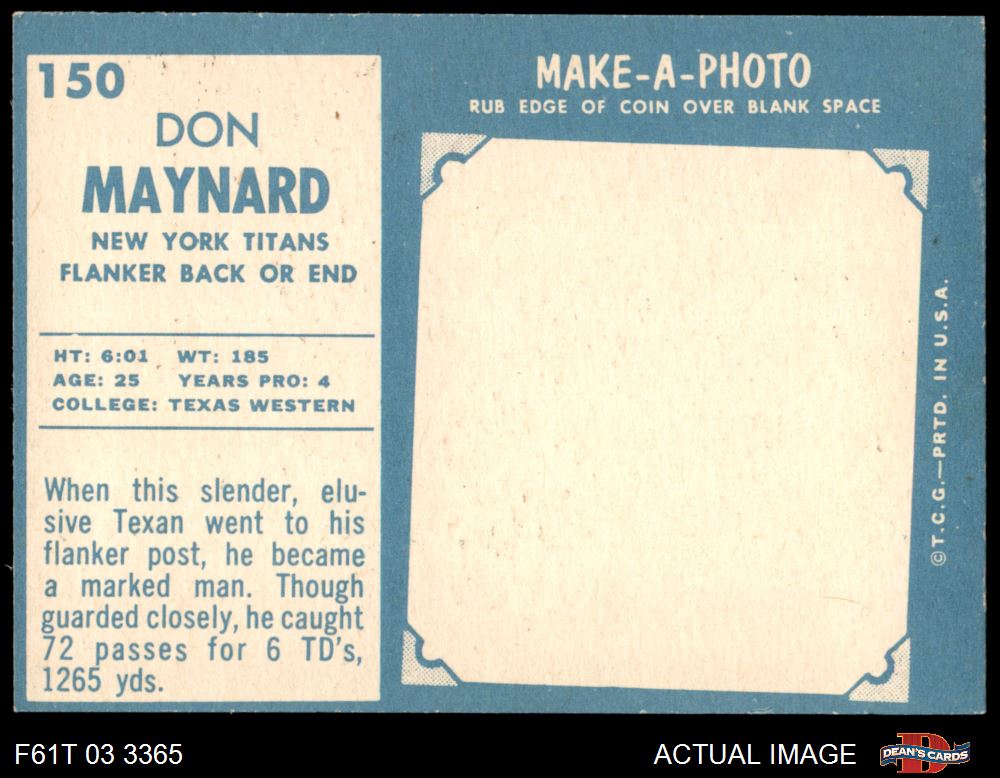 150
DON
MAYNARD
NEW YORK TITANS
FLANKER BACK OR END
HT: 6:01 WT: 185
AGE: 25 YEARS PRO: 4
COLLEGE: TEXAS WESTERN
When this slender, elu-
sive Texan went to his
flanker post, he became
a marked man. Though
guarded closely, he caught
72 passes for 6 TD's,
1265 yds.
MAKE-A-PHOTO
RUB EDGE OF COIN OVER BLANK SPACE
©T.C.G.—PRTD. IN U.S.A.
F61T 03 3365
ACTUAL IMAGE
D
DEAN'S CARDS